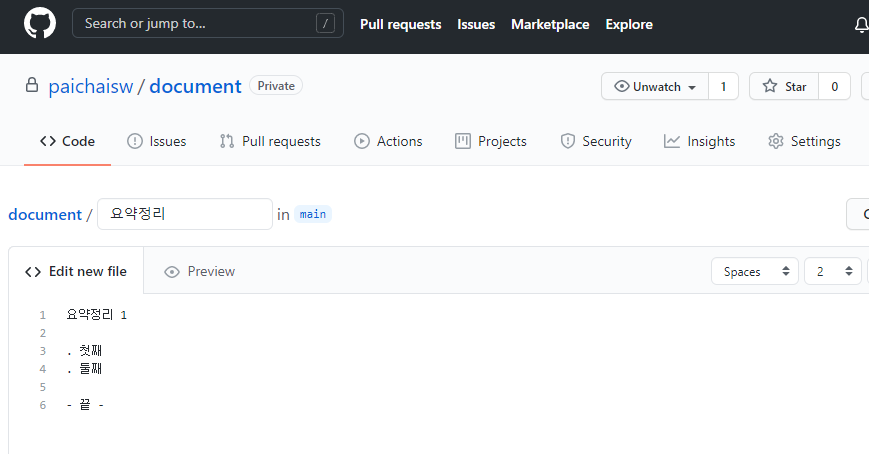 Search or jump to... / Pull requests Issues Marketplace Explore
paichaisw / document Private Unwatch 1 Star 0
Code Issues Pull requests Actions Projects Security Insights Settings
document / 요약정리 in main
Edit new file Preview Spaces 2
1 요약정리 1
2
3 . 첫째
4 . 둘째
5
6 - 끝 -